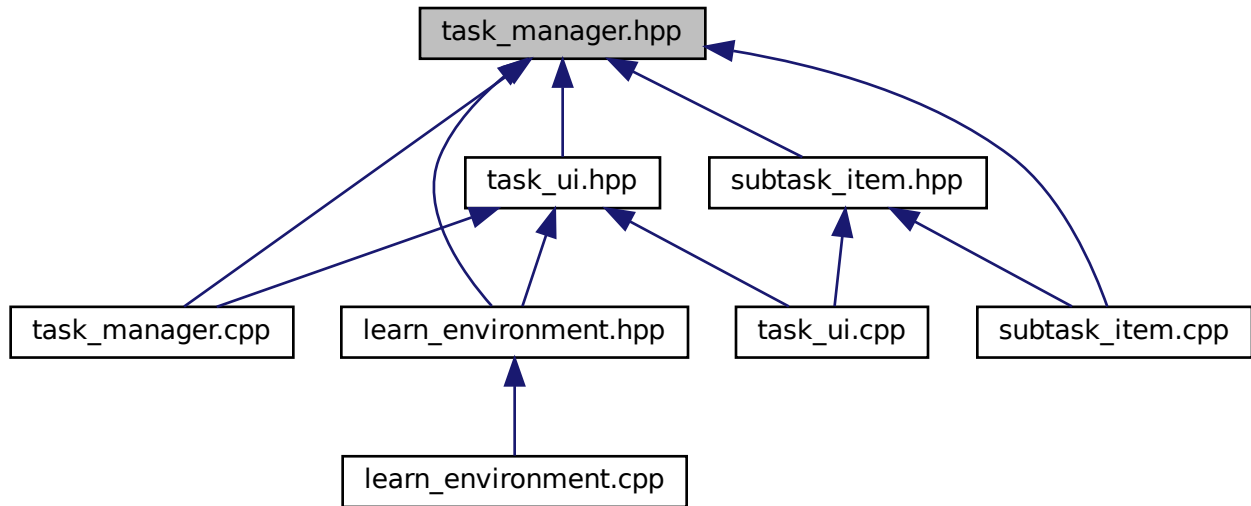 task_manager.hpp
task_ui.hpp
subtask_item.hpp
task_manager.cpp
learn_environment.hpp
task_ui.cpp
subtask_item.cpp
learn_environment.cpp